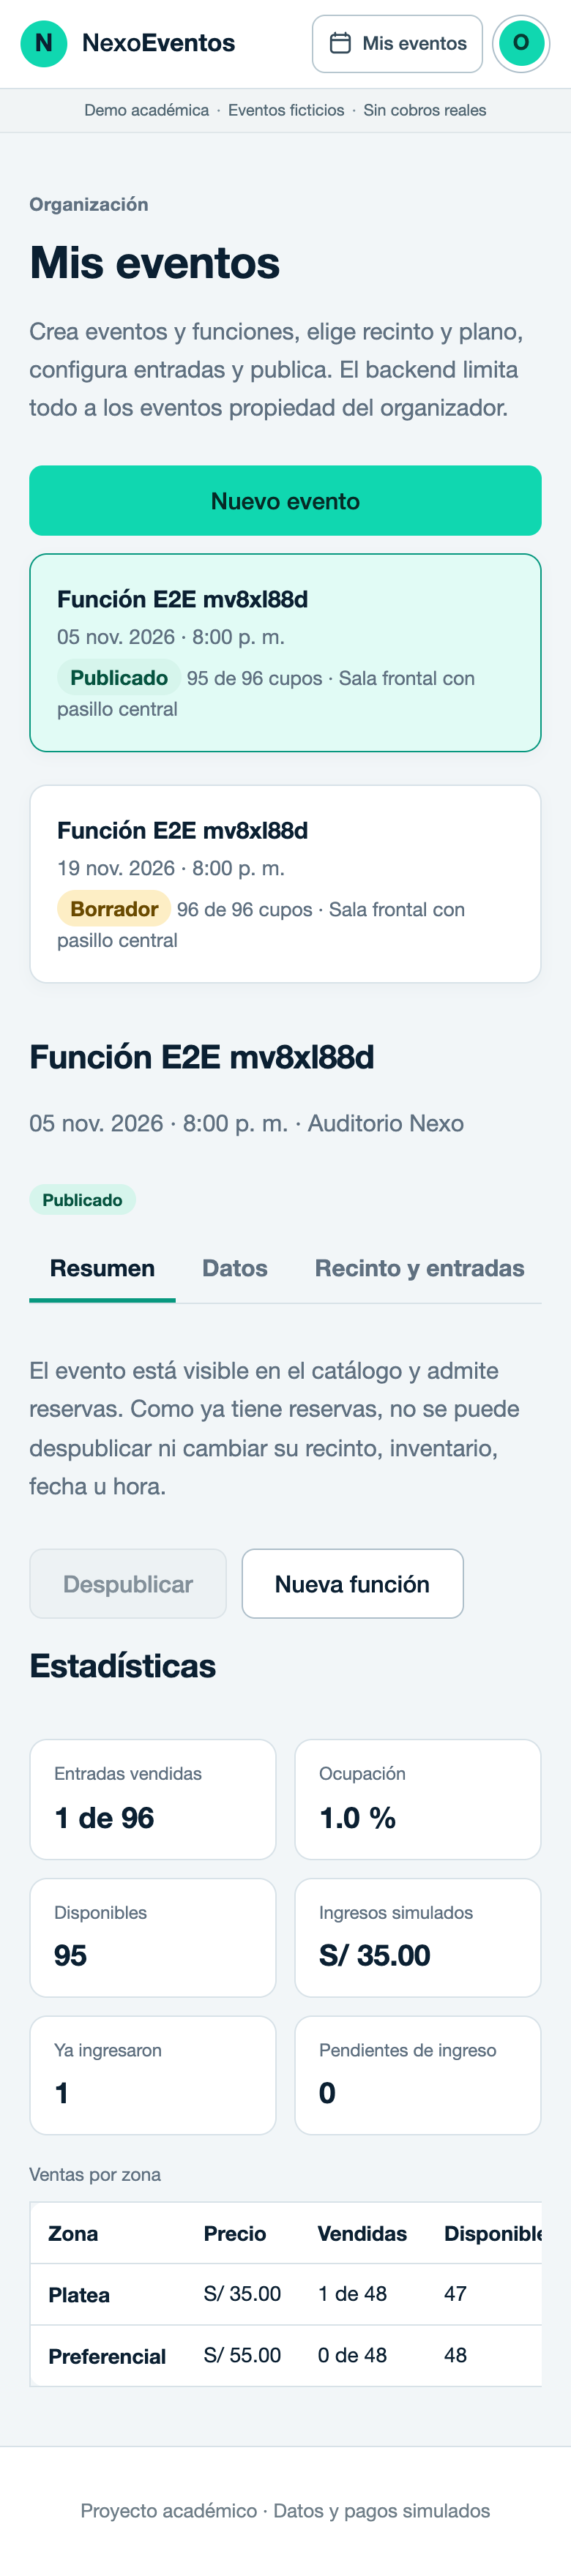 N NexoEventos Mis eventos O
Demo académica · Eventos ficticios · Sin cobros reales
Organización
Mis eventos
Crea eventos y funciones, elige recinto y plano,
configura entradas y publica. El backend limita
todo a los eventos propiedad del organizador.
Nuevo evento
Función E2E mv8xl88d
05 nov. 2026 · 8:00 p. m.
Publicado 95 de 96 cupos · Sala frontal con
pasillo central
Función E2E mv8xl88d
19 nov. 2026 · 8:00 p. m.
Borrador 96 de 96 cupos · Sala frontal con
pasillo central
Función E2E mv8xl88d
05 nov. 2026 · 8:00 p. m. · Auditorio Nexo
Publicado
Resumen Datos Recinto y entradas
El evento está visible en el catálogo y admite
reservas. Como ya tiene reservas, no se puede
despublicar ni cambiar su recinto, inventario,
fecha u hora.
Despublicar Nueva función
Estadísticas
Entradas vendidas Ocupación
1 de 96 1.0 %
Disponibles Ingresos simulados
95 S/ 35.00
Ya ingresaron Pendientes de ingreso
1 0
Ventas por zona
Zona Precio Vendidas Disponible
Platea S/ 35.00 1 de 48 47
Preferencial S/ 55.00 0 de 48 48
Proyecto académico · Datos y pagos simulados